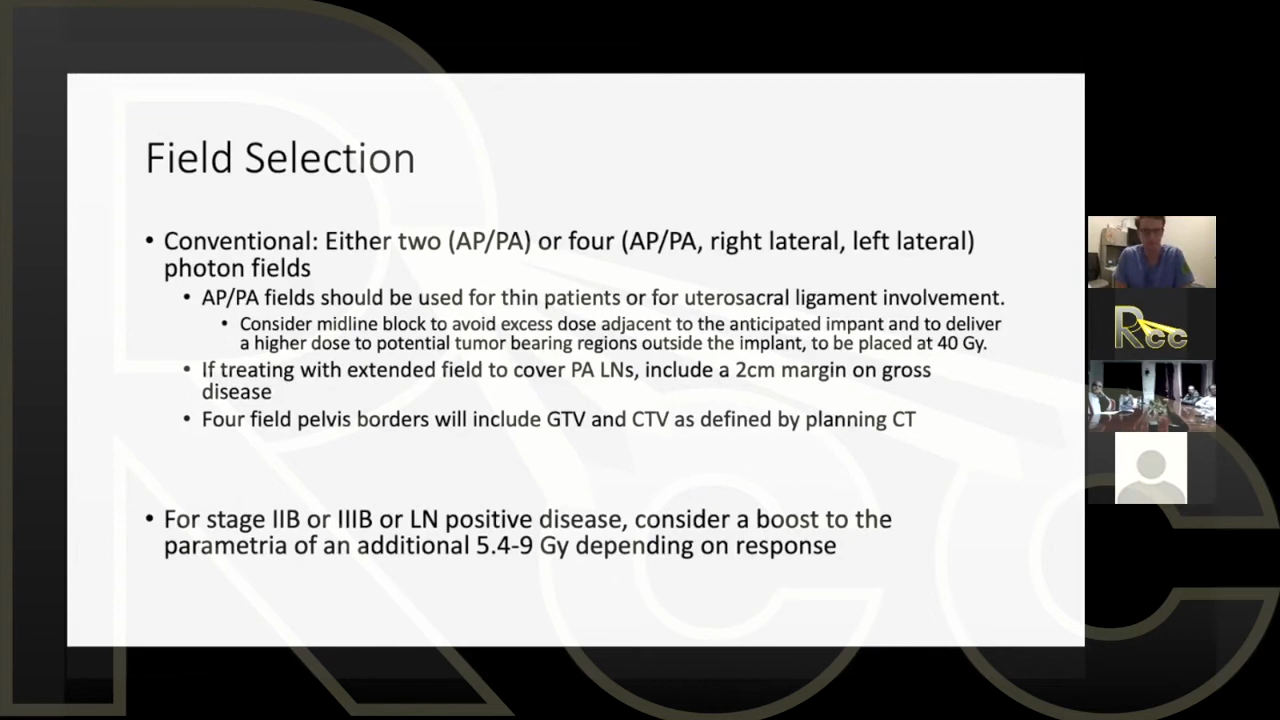 Field Selection
• Conventional: Either two (AP/PA) or four (AP/PA, right lateral, left lateral)
photon fields
• AP/PA fields should be used for thin patients or for uterosacral ligament involvement.
• Consider midline block to avoid excess dose adjacent to the anticipated impant and to deliver
a higher dose to potential tumor bearing regions outside the implant, to be placed at 40 Gy.
• If treating with extended field to cover PA LNs, include a 2cm margin on gross
disease
• Four field pelvis borders will include GTV and CTV as defined by planning CT
• For stage IIB or IIIB or LN positive disease, consider a boost to the
parametria of an additional 5.4-9 Gy depending on response
Rcc
Rcc